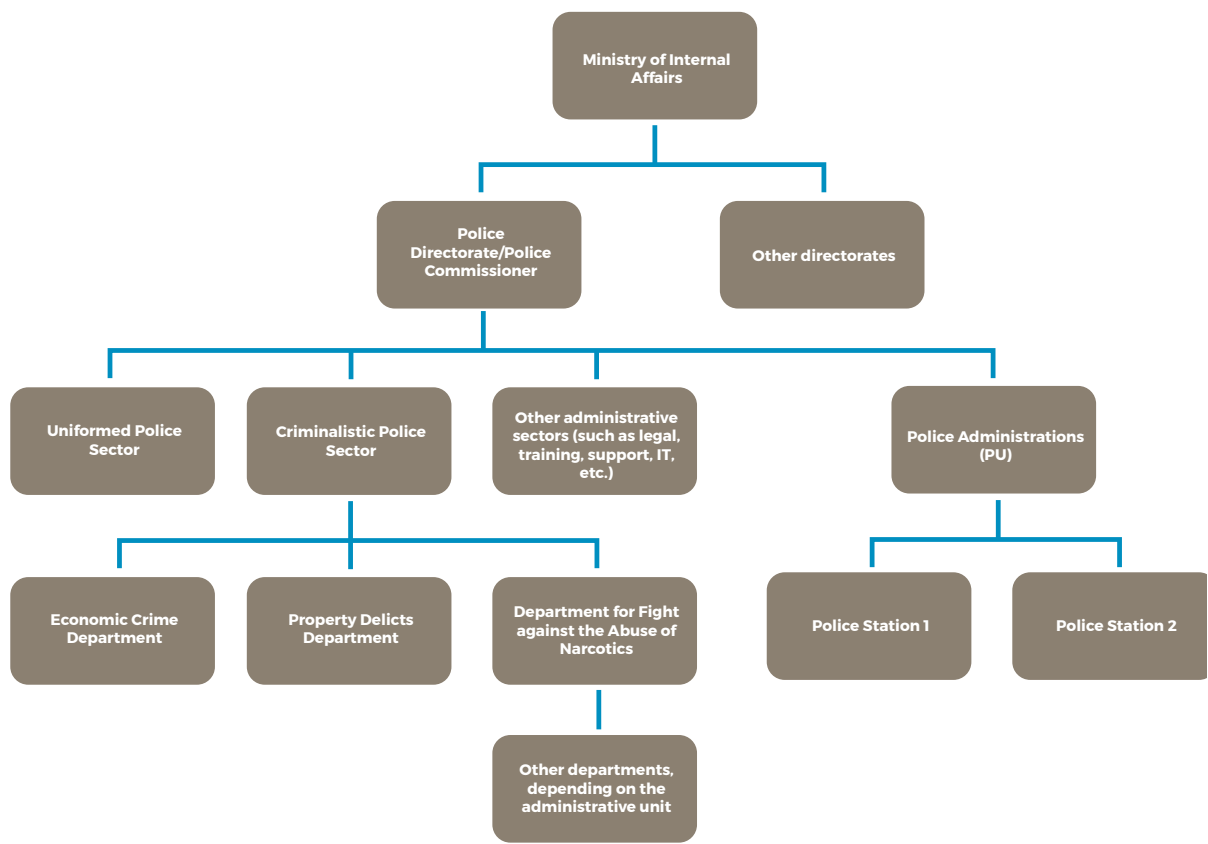 Ministry of Internal
Affairs
Police
Directorate/Police
Commissioner
Other directorates
Uniformed Police
Sector
Criminalistic Police
Sector
Other administrative
sectors (such as legal,
training, support, IT,
etc.)
Police Administrations
(PU)
Economic Crime
Department
Property Delicts
Department
Department for Fight
against the Abuse of
Narcotics
Police Station 1
Police Station 2
Other departments,
depending on the
administrative unit